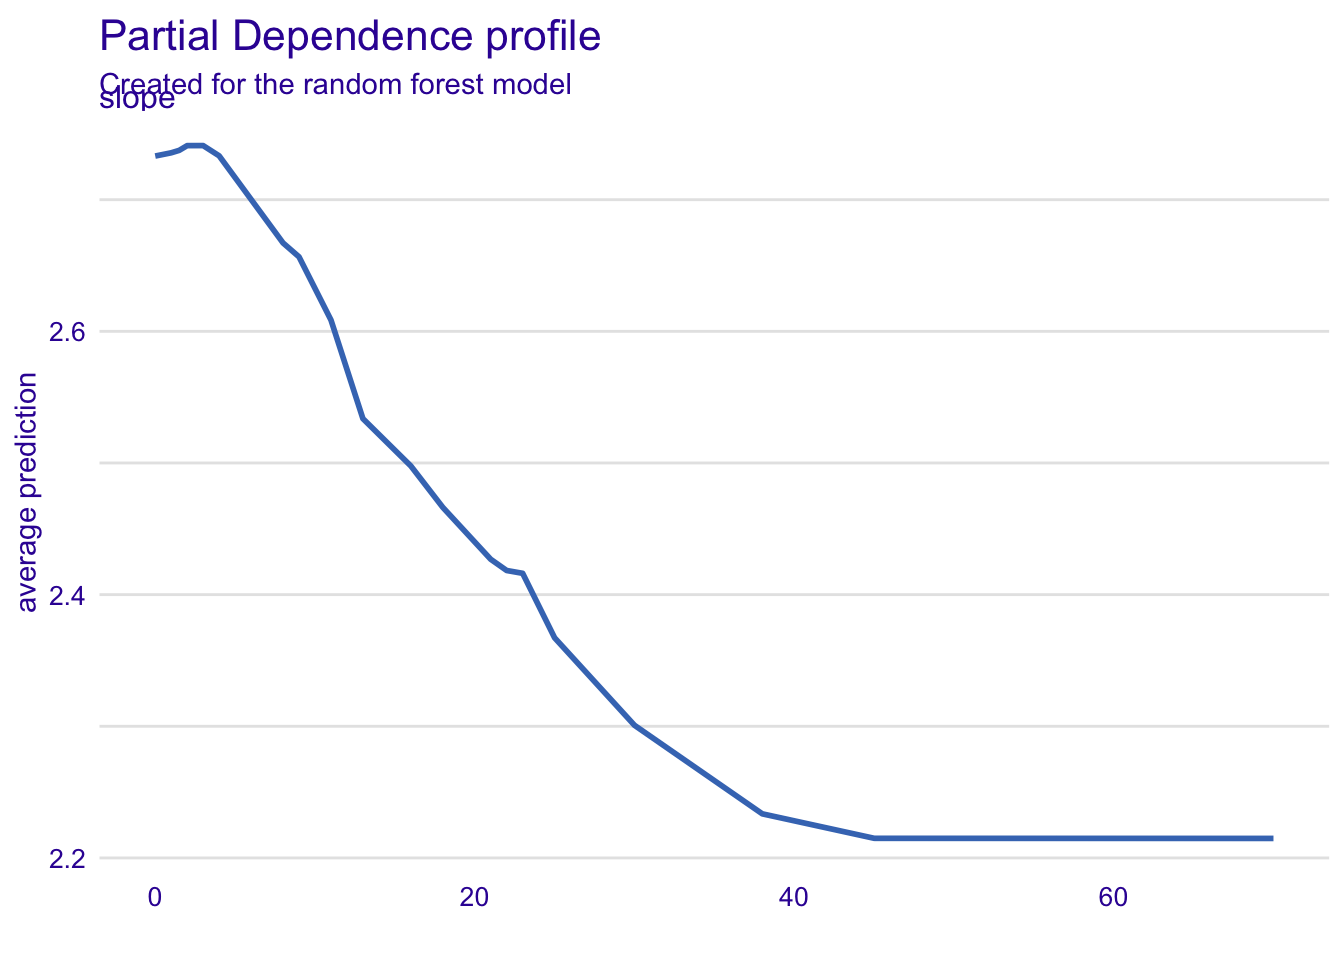 Partial Dependence profile
Created for the random forest model
slope
average prediction
2.6
2.4
2.2
0 20 40 60